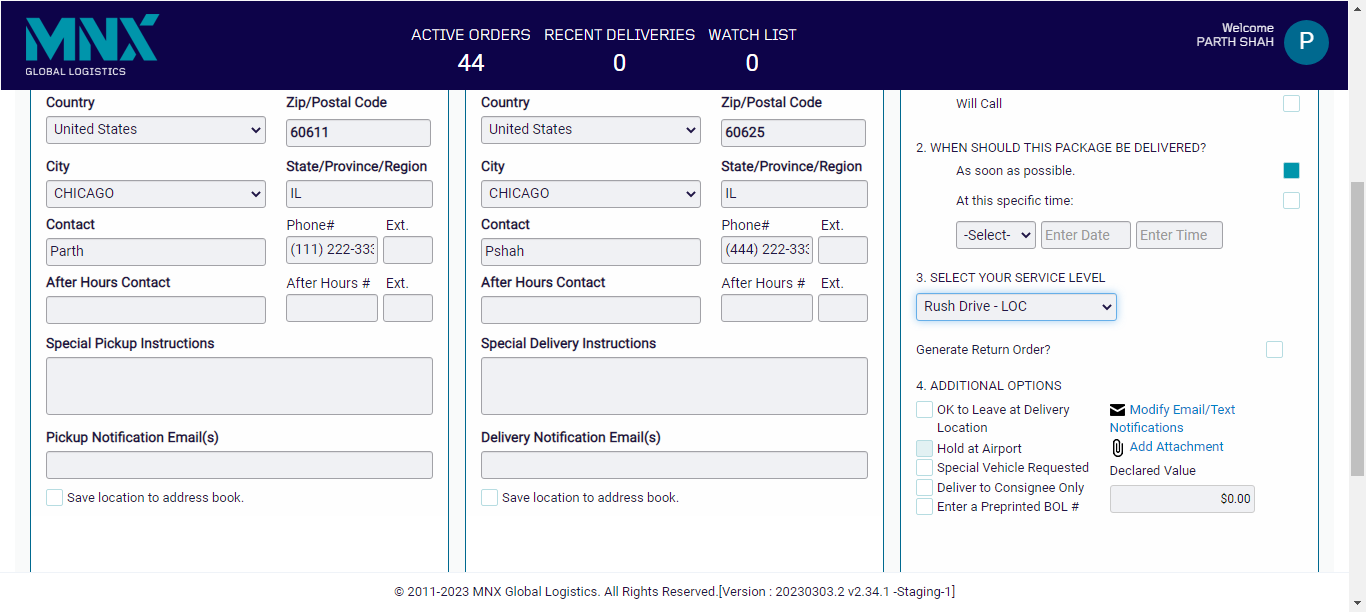 MNX
GLOBAL LOGISTICS
ACTIVE ORDERS RECENT DELIVERIES WATCH LIST
44 0 0
Welcome
PARTH SHAH
P
Country Zip/Postal Code
United States 60611
City State/Province/Region
CHICAGO IL
Contact Phone# Ext.
Parth (111) 222-333
After Hours Contact After Hours # Ext.
Special Pickup Instructions
Pickup Notification Email(s)
Save location to address book.
Country Zip/Postal Code
United States 60625
City State/Province/Region
CHICAGO IL
Contact Phone# Ext.
Pshah (444) 222-333
After Hours Contact After Hours # Ext.
Special Delivery Instructions
Delivery Notification Email(s)
Save location to address book.
Will Call
2. WHEN SHOULD THIS PACKAGE BE DELIVERED?
As soon as possible.
At this specific time:
-Select- Enter Date Enter Time
3. SELECT YOUR SERVICE LEVEL
Rush Drive - LOC
Generate Return Order?
4. ADDITIONAL OPTIONS
OK to Leave at Delivery
Location
Hold at Airport
Special Vehicle Requested
Deliver to Consignee Only
Enter a Preprinted BOL #
Modify Email/Text
Notifications
Add Attachment
Declared Value
$0.00
© 2011-2023 MNX Global Logistics. All Rights Reserved.[Version : 20230303.2 v2.34.1 -Staging-1]